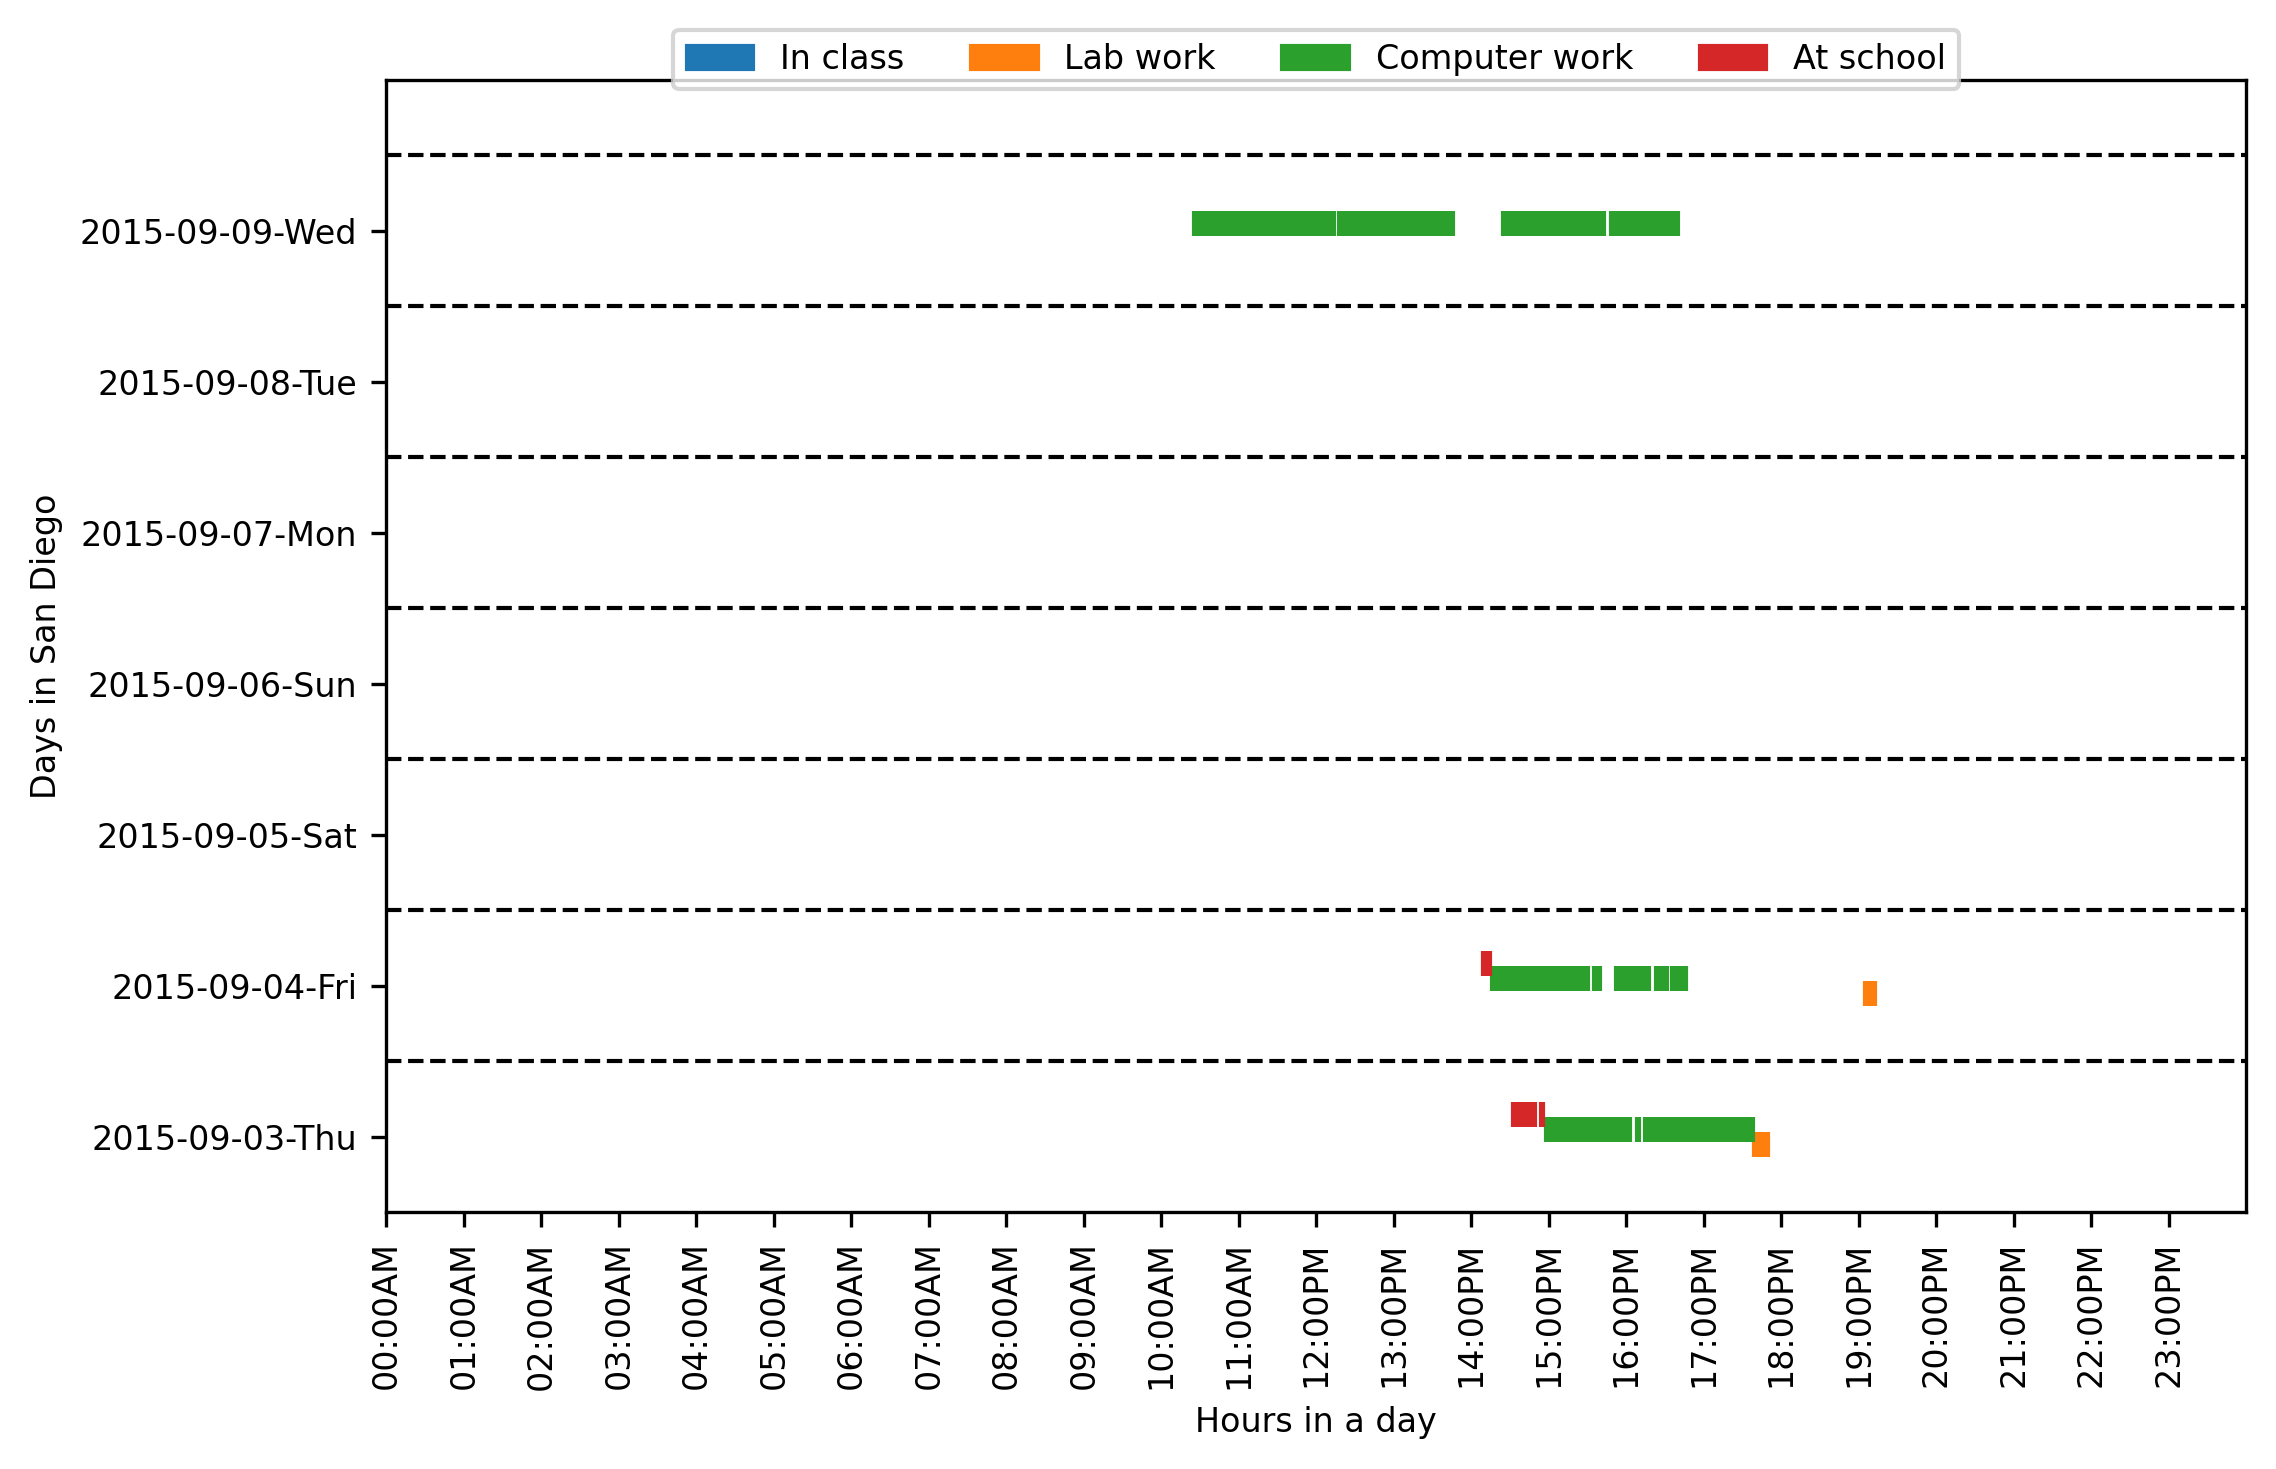 In class
Lab work
Computer work
At school
2015-09-09-Wed
2015-09-08-Tue
2015-09-07-Mon
2015-09-06-Sun
2015-09-05-Sat
2015-09-04-Fri
2015-09-03-Thu
Days in San Diego
00:00AM
01:00AM
02:00AM
03:00AM
04:00AM
05:00AM
06:00AM
07:00AM
08:00AM
09:00AM
10:00AM
11:00AM
12:00PM
13:00PM
14:00PM
15:00PM
16:00PM
17:00PM
18:00PM
19:00PM
20:00PM
21:00PM
22:00PM
23:00PM
Hours in a day